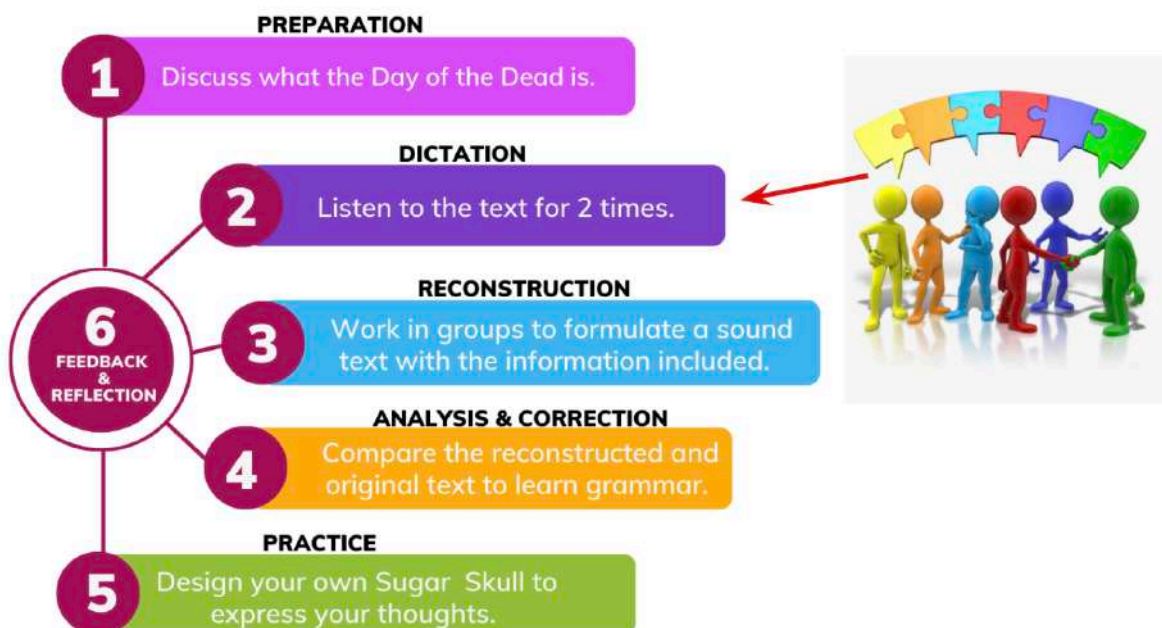 PREPARATION
1
Discuss what the Day of the Dead is.
DICTATION
2
Listen to the text for 2 times.
RECONSTRUCTION
3
Work in groups to formulate a sound
text with the information included.
6
FEEDBACK
&
REFLECTION
ANALYSIS & CORRECTION
4
Compare the reconstructed and
original text to learn grammar.
PRACTICE
5
Design your own Sugar Skull to
express your thoughts.